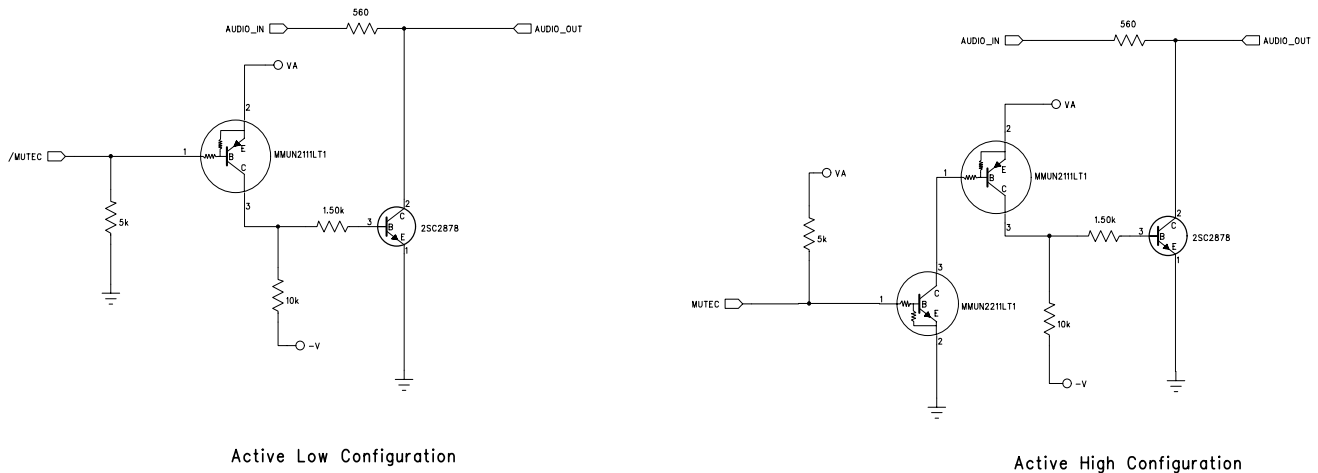 560
AUDIO_IN
AUDIO_OUT
VA
2
/MUTEC
1
E
B
C
MMUN2111LT1
3
5k
1.50k
3
2
C
B
E
1
2SC2878
10k
-V
Active Low Configuration
560
AUDIO_IN
AUDIO_OUT
VA
2
VA
1
E
B
C
MMUN2111LT1
3
5k
1.50k
3
2
C
B
E
1
2SC2878
3
C
MUTEC
1
B
E
MMUN2211LT1
2
10k
-V
Active High Configuration